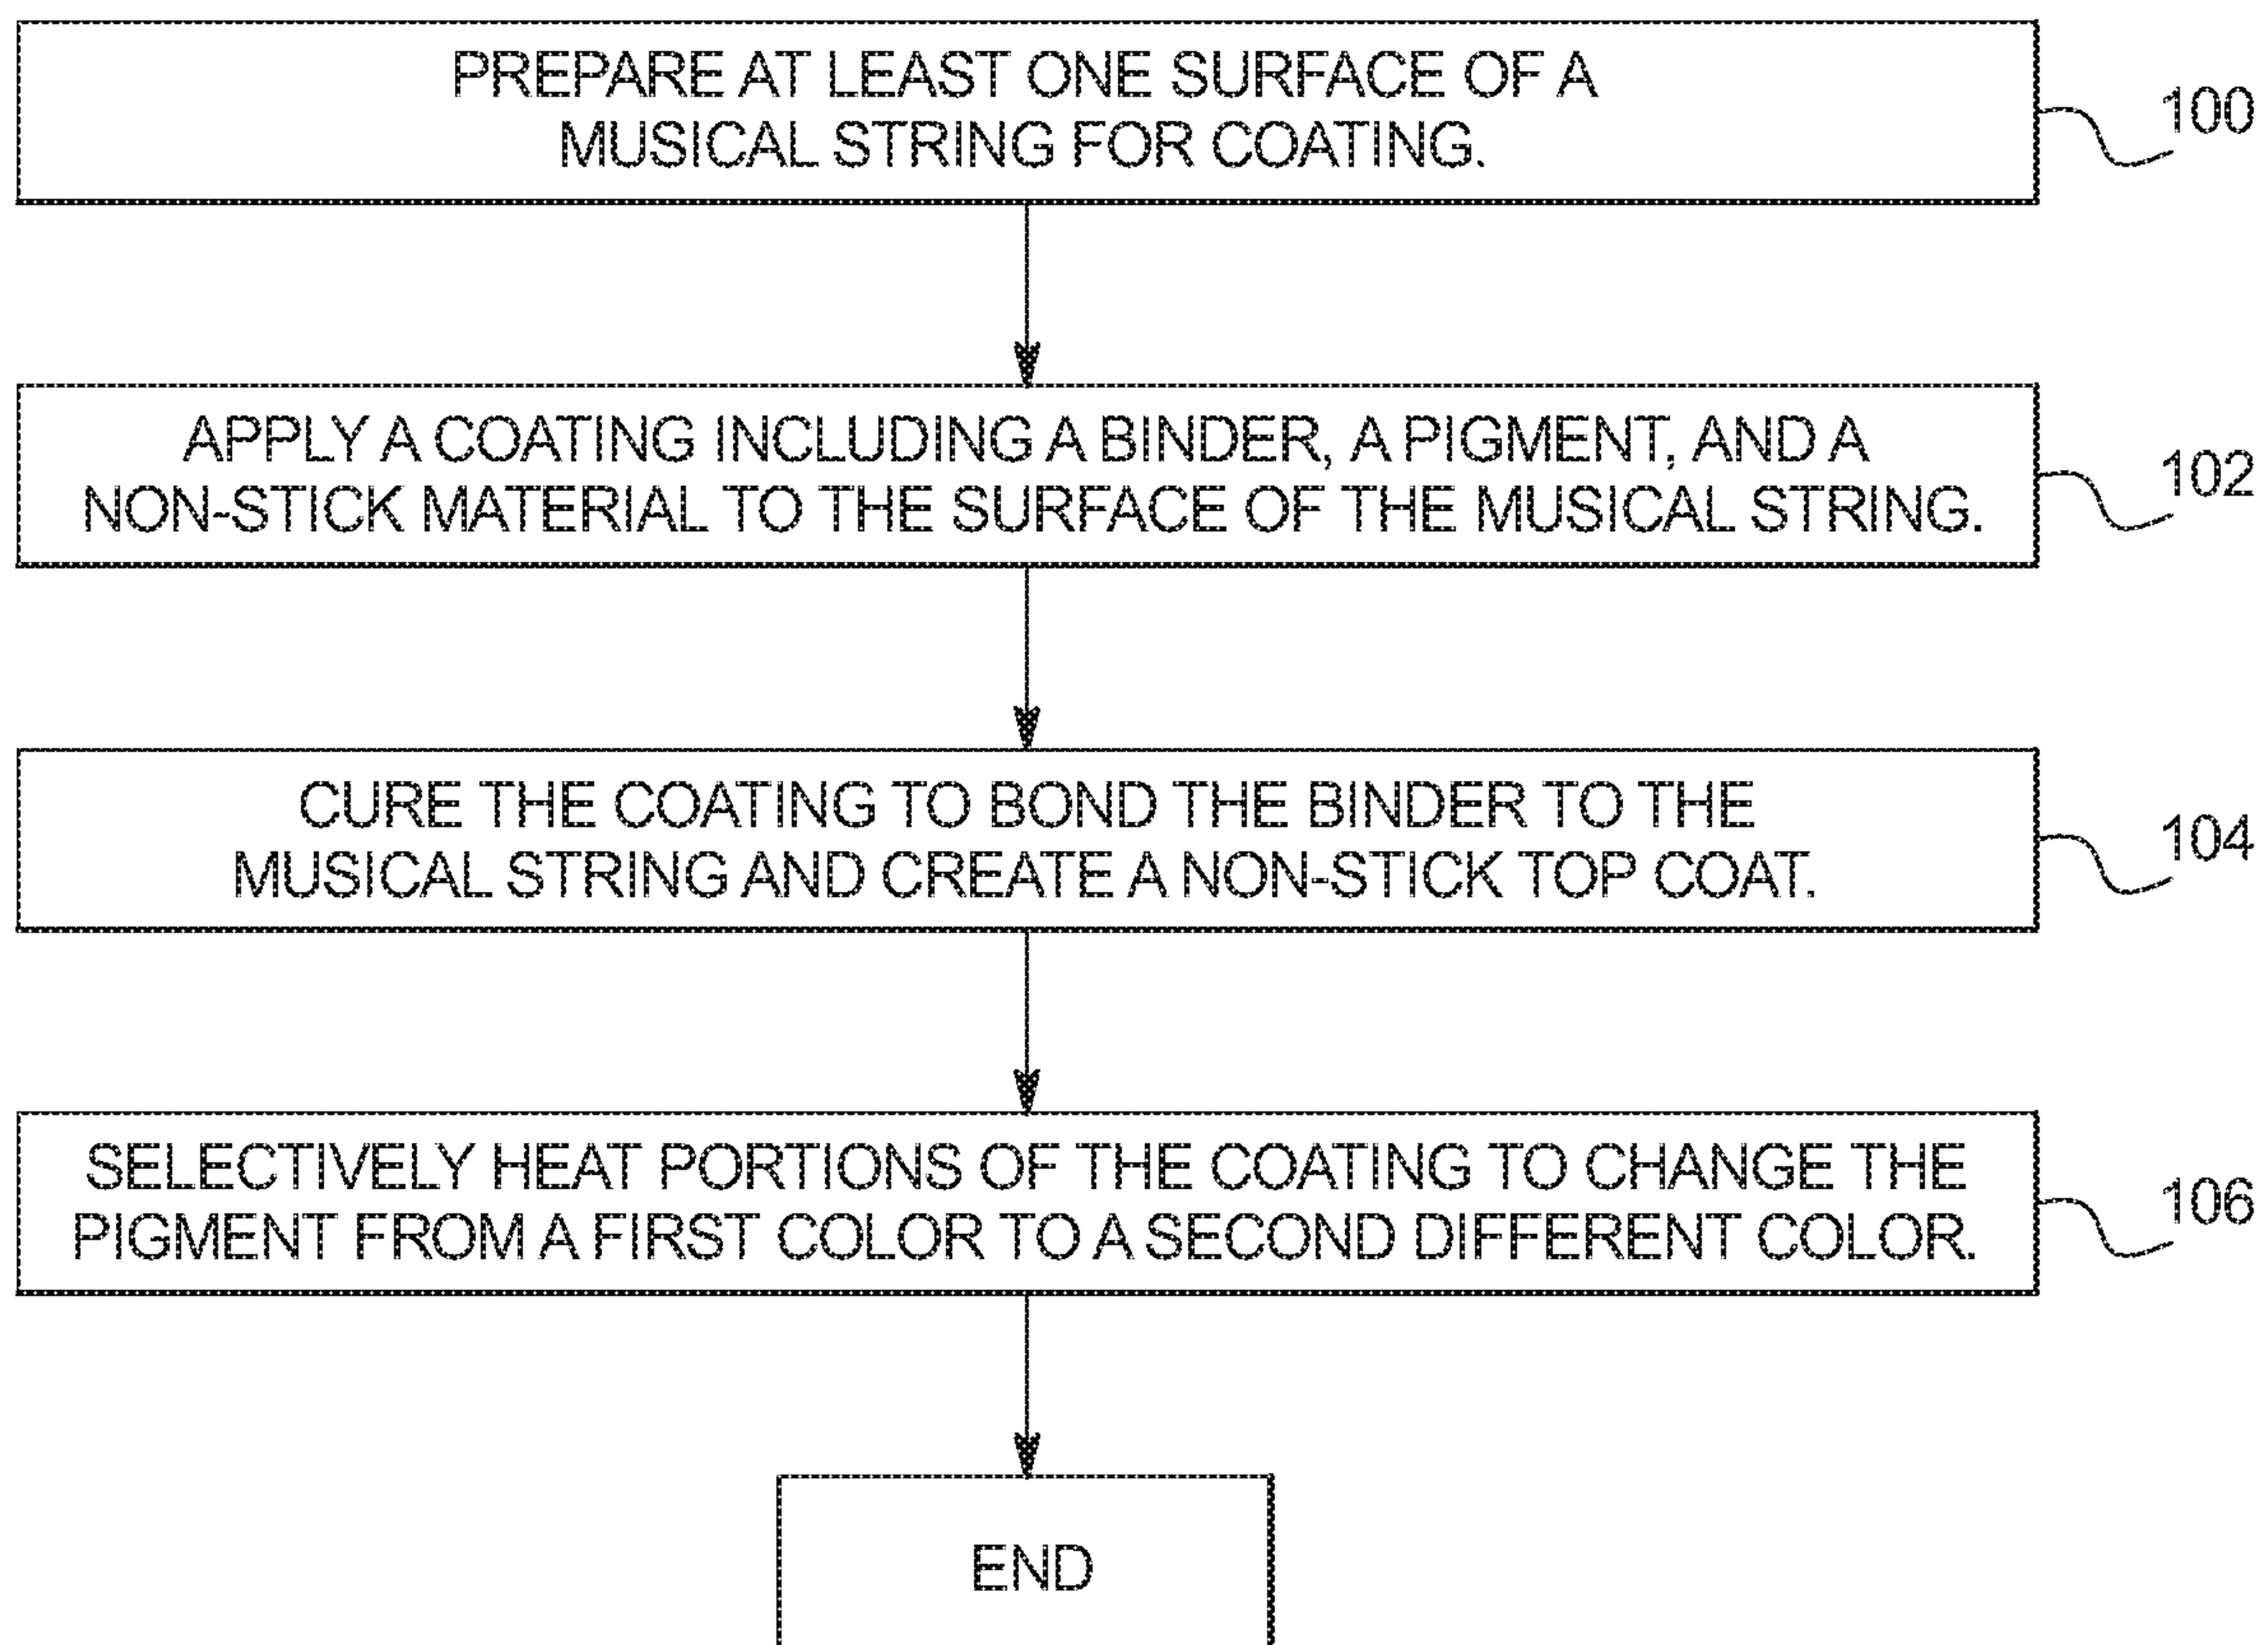 PREPARE AT LEAST ONE SURFACE OF A
MUSICAL STRING FOR COATING.
100
APPLY A COATING INCLUDING A BINDER, A PIGMENT, AND A
NON-STICK MATERIAL TO THE SURFACE OF THE MUSICAL STRING.
102
CURE THE COATING TO BOND THE BINDER TO THE
MUSICAL STRING AND CREATE A NON-STICK TOP COAT.
104
SELECTIVELY HEAT PORTIONS OF THE COATING TO CHANGE THE
PIGMENT FROM A FIRST COLOR TO A SECOND DIFFERENT COLOR.
106
END